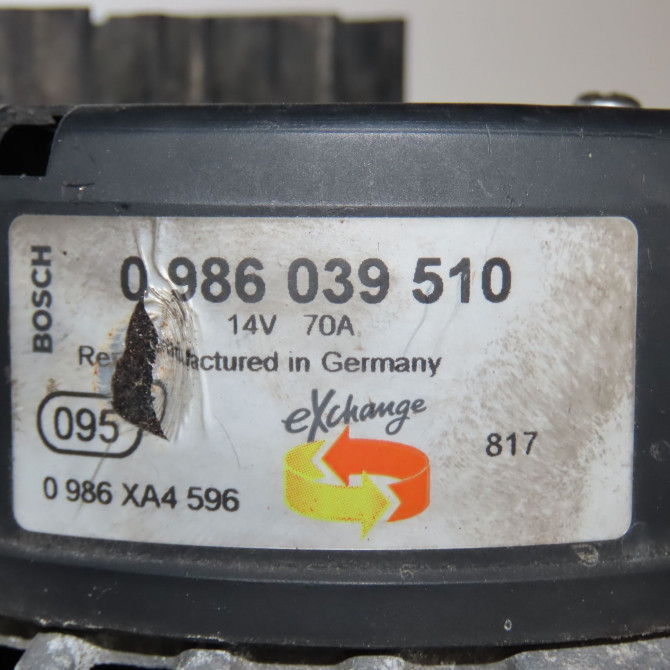 BOSCH
0 986 039 510
14V 70A
in Germany
095
eXchange
817
0 986 XA4 596